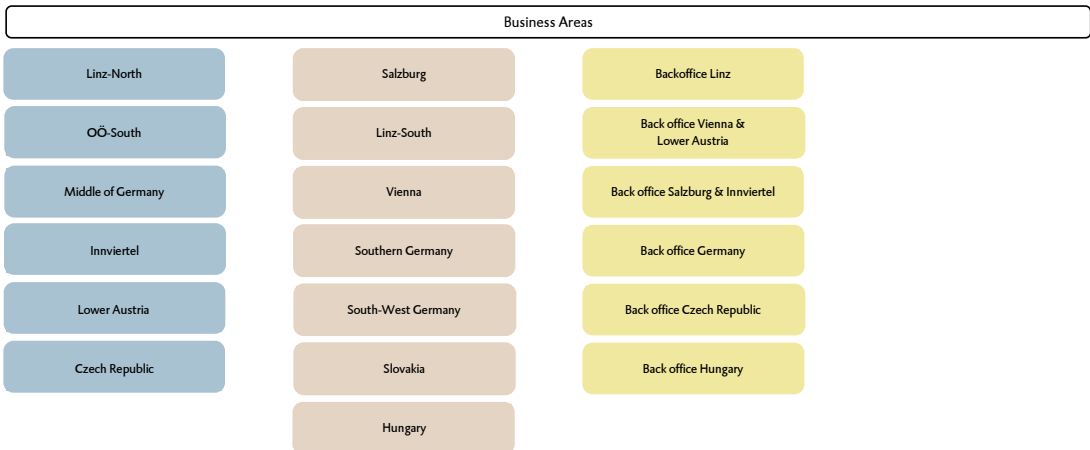 Business Areas
Linz-North
Salzburg
Backoffice Linz
OÖ-South
Linz-South
Back office Vienna &
Lower Austria
Middle of Germany
Vienna
Back office Salzburg & Innviertel
Innviertel
Southern Germany
Back office Germany
Lower Austria
South-West Germany
Back office Czech Republic
Czech Republic
Slovakia
Back office Hungary
Hungary